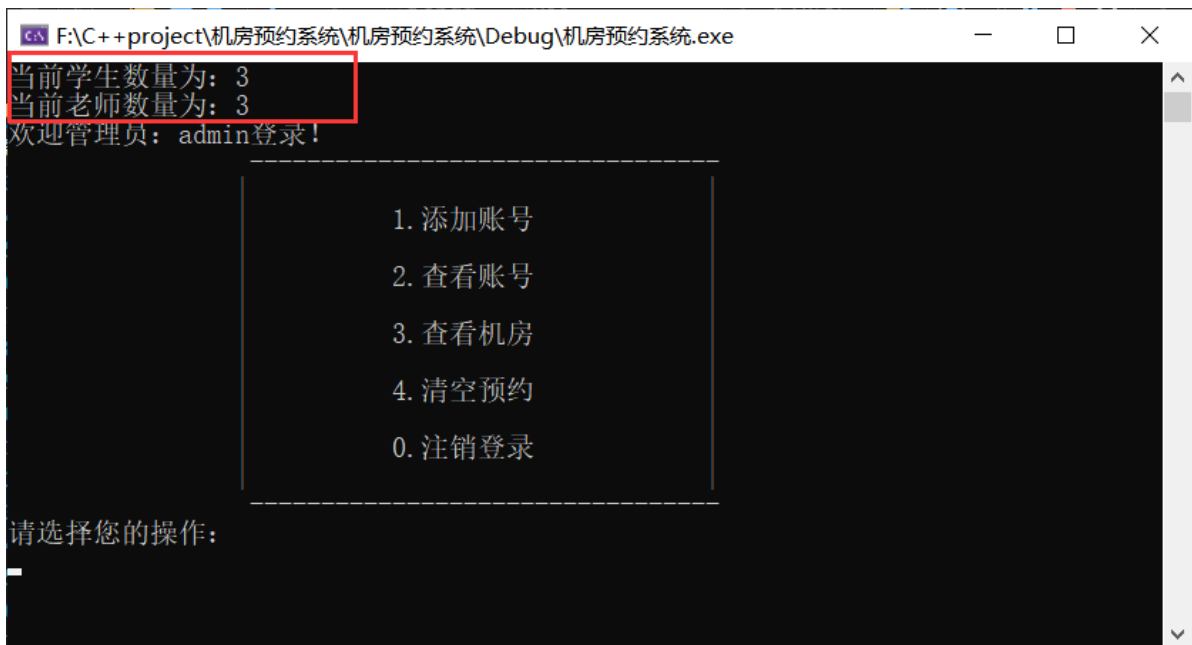 F:\C++project\机房预约系统\机房预约系统\Debug\机房预约系统.exe
当前学生数量为：3
当前老师数量为：3
欢迎管理员：admin登录！
1.添加账号
2.查看账号
3.查看机房
4.清空预约
0.注销登录
请选择您的操作：